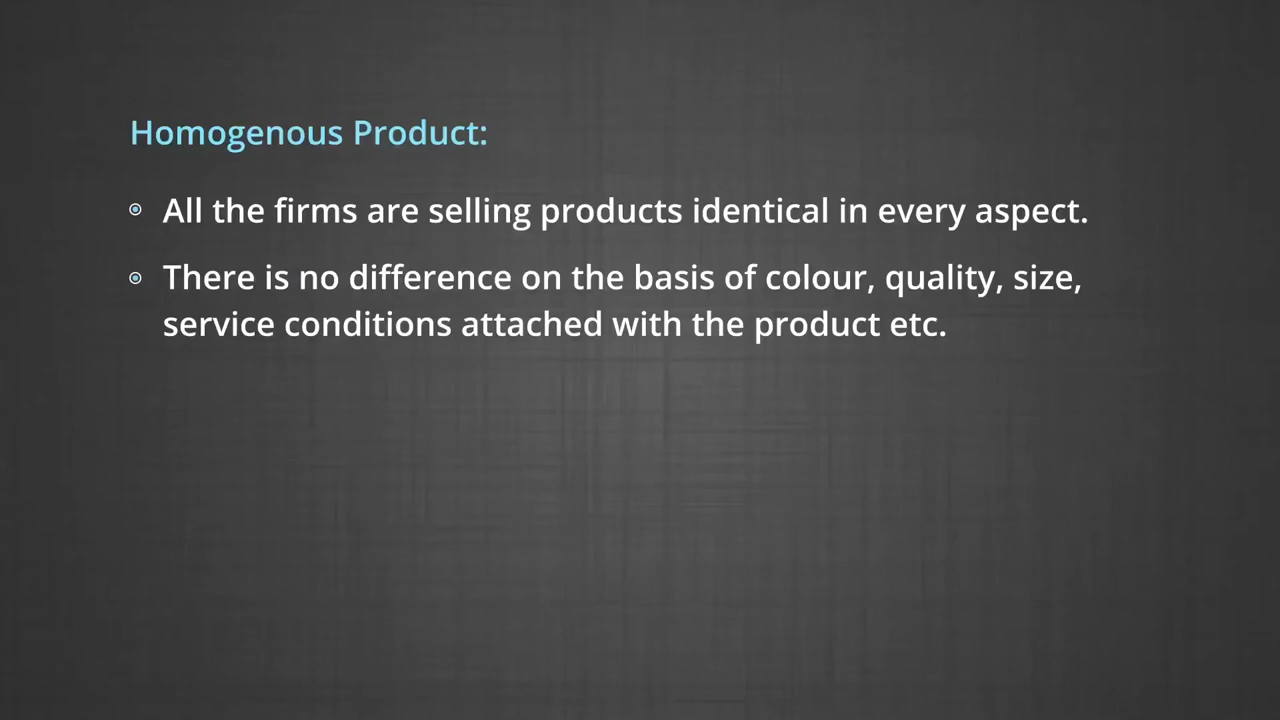 Homogenous Product:
All the firms are selling products identical in every aspect.
There is no difference on the basis of colour, quality, size,
service conditions attached with the product etc.